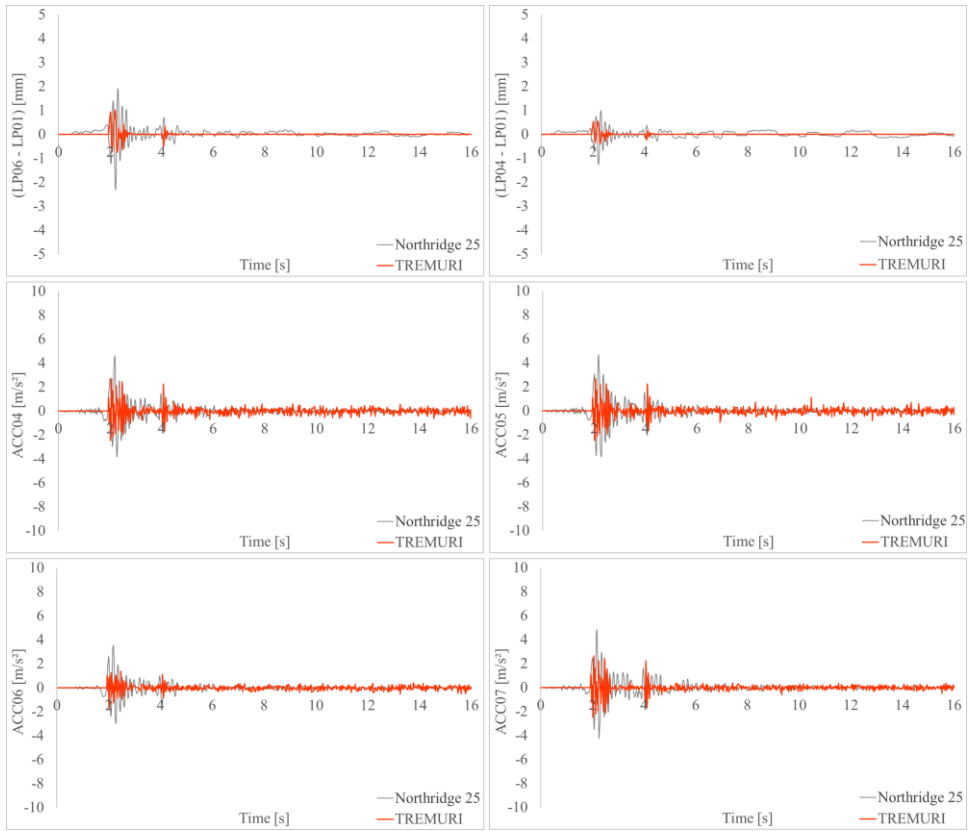 (LP06 - LP01) [mm]
5
4
3
2
1
0
0 2 4 6 8 10 12 14 16
-1
-2
-3
-4
-5
Northridge 25
Time [s]
TREMURI
(LP04 - LP01) [mm]
5
4
3
2
1
0
0 2 4 6 8 10 12 14 16
-1
-2
-3
-4
-5
Northridge 25
Time [s]
TREMURI
ACC04 [m/s²]
10
8
6
4
2
0
0 2 4 6 8 10 12 14 16
-2
-4
-6
-8
-10
Northridge 25
Time [s]
TREMURI
ACC05 [m/s²]
10
8
6
4
2
0
0 2 4 6 8 10 12 14 16
-2
-4
-6
-8
-10
Northridge 25
Time [s]
TREMURI
ACC06 [m/s²]
10
8
6
4
2
0
0 2 4 6 8 10 12 14 16
-2
-4
-6
-8
-10
Northridge 25
Time [s]
TREMURI
ACC07 [m/s²]
10
8
6
4
2
0
0 2 4 6 8 10 12 14 16
-2
-4
-6
-8
-10
Northridge 25
Time [s]
TREMURI